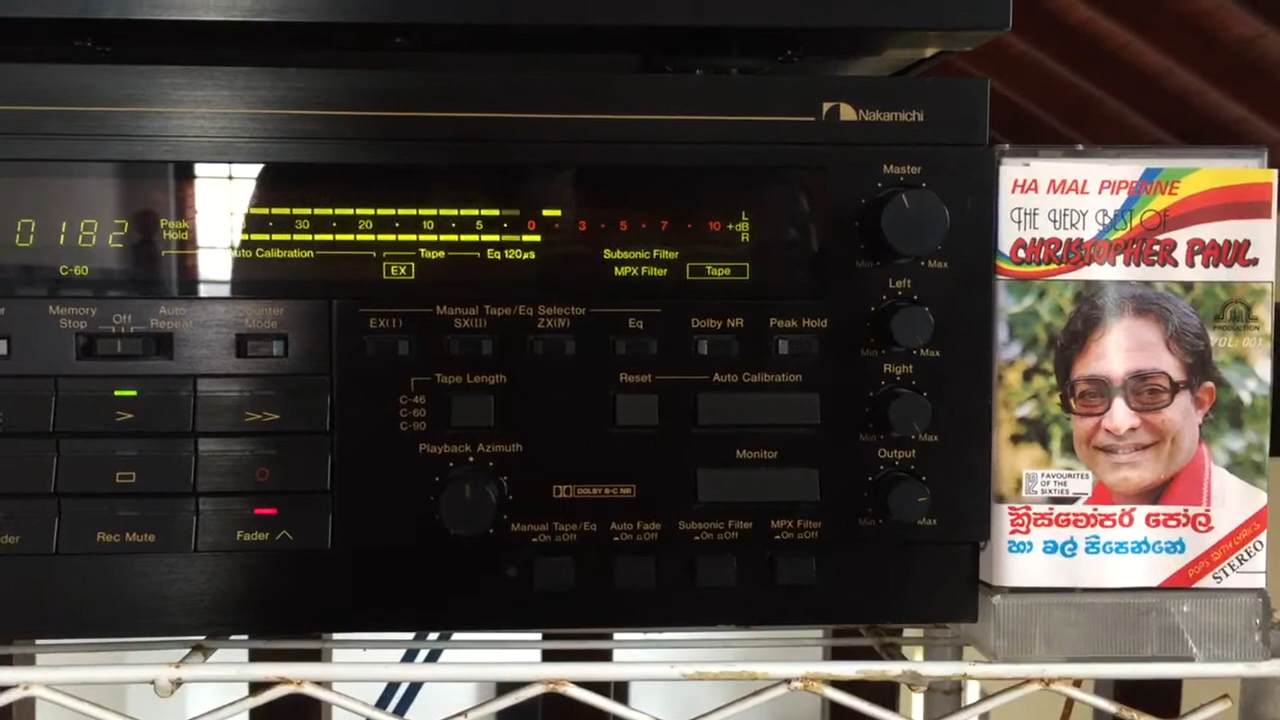 Nakamichi
Master
0182
Peak Hold
30 20 10 5 0 3 5 7 10 +dB
L
R
Auto Calibration
Tape
Eq 120μs
Subsonic Filter
C-60
EX
MPX Filter
Tape
Min Max
Memory Stop
Off
Auto Repeat
Counter Mode
Manual Tape/Eq Selector
EX(I)
SX(II)
ZX(IV)
Eq
Dolby NR
Peak Hold
Left
Min Max
Tape Length
C-46
C-60
C-90
Reset
Auto Calibration
Right
Min Max
Playback Azimuth
Monitor
Output
Min Max
DOLBY B-C NR
Rec Mute
Fader
Manual Tape/Eq
On Off
Auto Fade
On Off
Subsonic Filter
On Off
MPX Filter
On Off
HA MAL PIPENNE
THE VERY BEST OF
CHRISTOPHER PAUL.
PRODUCTION
VOL: 001
12 FAVOURITES OF THE SIXTIES
ක්‍රිස්ටෝපර් පෝල්
හා මල් පිපෙන්නේ
POPS WITH LYRICS
STEREO